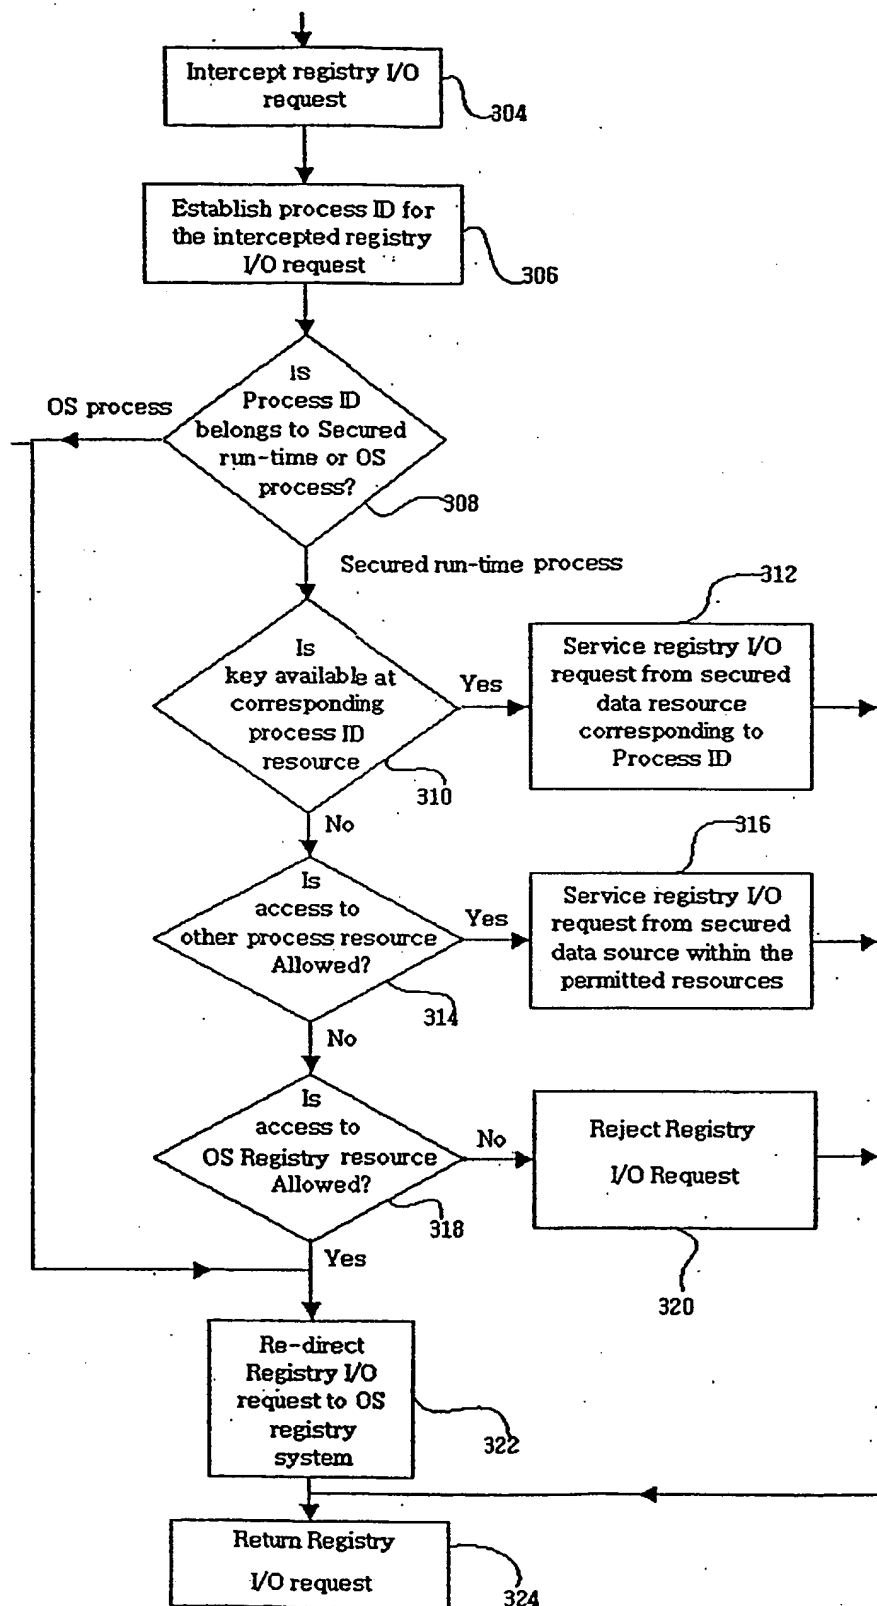 Intercept registry I/O
request
304
Establish process ID for
the intercepted registry
I/O request
306
Is
Process ID
belongs to Secured
run-time or OS
process?
308
OS process
Secured run-time process
Is
key available at
corresponding
process ID
resource
310
Yes
312
Service registry I/O
request from secured
data resource
corresponding to
Process ID
No
Is
access to
other process resource
Allowed?
314
Yes
316
Service registry I/O
request from secured
data source within the
permitted resources
No
Is
access to
OS Registry resource
Allowed?
318
No
Reject Registry
I/O Request
320
Yes
Re-direct
Registry I/O
request to OS
registry
system
322
Return Registry
I/O request
324